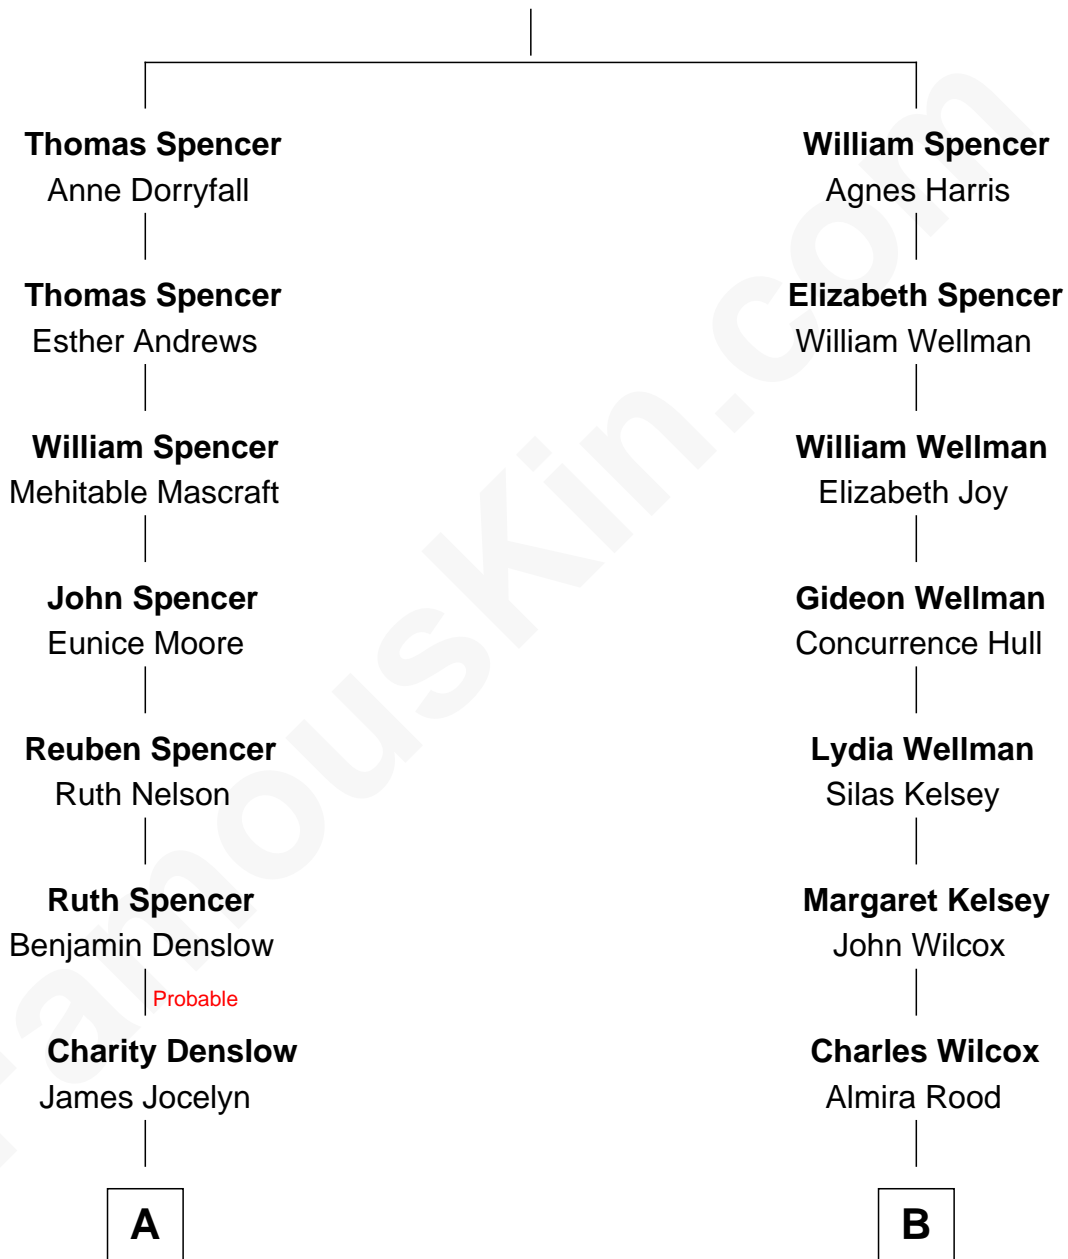 Thomas Spencer
Anne Dorryfall
Thomas Spencer
Esther Andrews
William Spencer
Mehitable Mascraft
John Spencer
Eunice Moore
Reuben Spencer
Ruth Nelson
Ruth Spencer
Benjamin Denslow
Probable
Charity Denslow
James Jocelyn
A
William Spencer
Agnes Harris
Elizabeth Spencer
William Wellman
William Wellman
Elizabeth Joy
Gideon Wellman
Concurrence Hull
Lydia Wellman
Silas Kelsey
Margaret Kelsey
John Wilcox
Charles Wilcox
Almira Rood
B
FamousKin.com